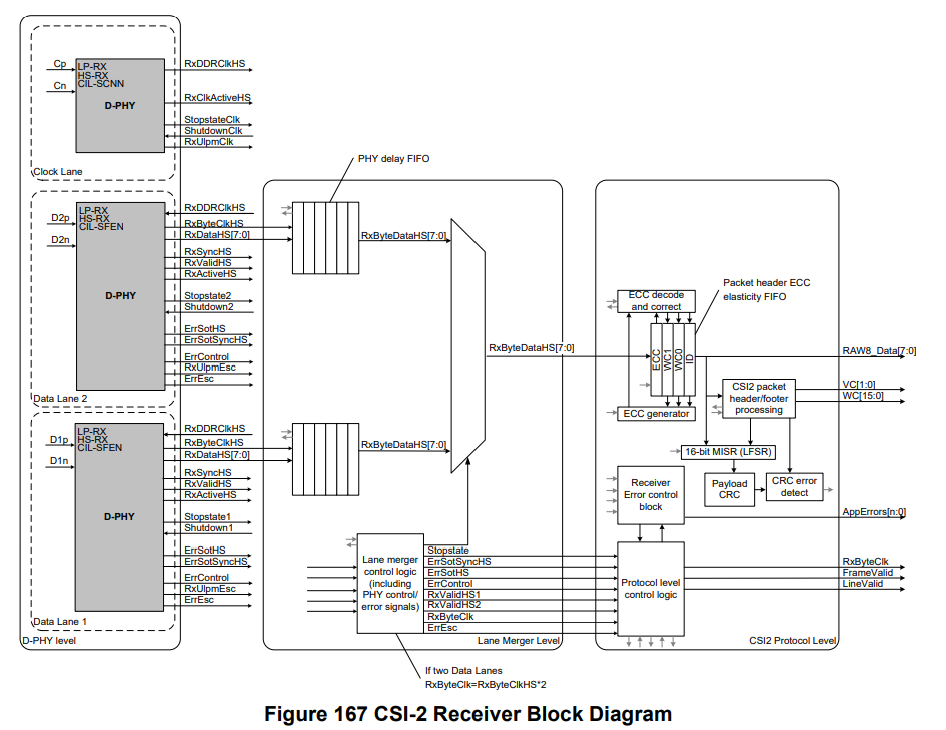 Cp
Cn
LP-RX
HS-RX
CIL-SCNN
D-PHY
RxDDRClkHS
RxClkActiveHS
StopstateClk
ShutdownClk
RxUlpmClk
Clock Lane
D2p
D2n
LP-RX
HS-RX
CIL-SFEN
D-PHY
RxDDRClkHS
RxByteClkHS
RxDataHS[7:0]
RxSyncHS
RxValidHS
RxActiveHS
Stopstate2
Shutdown2
ErrSotHS
ErrSotSyncHS
ErrControl
RxUlpmEsc
ErrEsc
Data Lane 2
D1p
D1n
LP-RX
HS-RX
CIL-SFEN
D-PHY
RxDDRClkHS
RxByteClkHS
RxDataHS[7:0]
RxSyncHS
RxValidHS
RxActiveHS
Stopstate1
Shutdown1
ErrSotHS
ErrSotSyncHS
ErrControl
RxUlpmEsc
ErrEsc
Data Lane 1
D-PHY level
PHY delay FIFO
RxByteDataHS[7:0]
RxByteDataHS[7:0]
RxByteDataHS[7:0]
Lane merger
control logic
(including
PHY control/
error signals)
Stopstate
ErrSotSyncHS
ErrSotHS
ErrControl
RxValidHS1
RxValidHS2
RxByteClk
ErrEsc
Lane Merger Level
If two Data Lanes
RxByteClk=RxByteClkHS*2
Packet header ECC
elasticity FIFO
ECC decode
and correct
ECC
WC1
WC0
ID
ECC generator
CSI2 packet
header/footer
processing
16-bit MISR (LFSR)
Payload
CRC
CRC error
detect
Receiver
Error control
block
Protocol level
control logic
RAW8_Data[7:0]
VC[1:0]
WC[15:0]
AppErrors[n:0]
RxByteClk
FrameValid
LineValid
CSI2 Protocol Level
Figure 167 CSI-2 Receiver Block Diagram